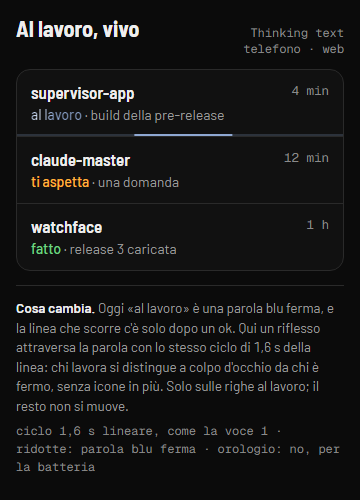 Al lavoro, vivo
Thinking text
telefono · web
supervisor-app
4 min
al lavoro · build della pre-release
claude-master
12 min
ti aspetta · una domanda
watchface
1 h
fatto · release 3 caricata
Cosa cambia. Oggi «al lavoro» è una parola blu ferma, e
la linea che scorre c'è solo dopo un ok. Qui un riflesso
attraversa la parola con lo stesso ciclo di 1,6 s della
linea: chi lavora si distingue a colpo d'occhio da chi è
fermo, senza icone in più. Solo sulle righe al lavoro; il
resto non si muove.
ciclo 1,6 s lineare, come la voce 1 ·
ridotte: parola blu ferma · orologio: no, per
la batteria